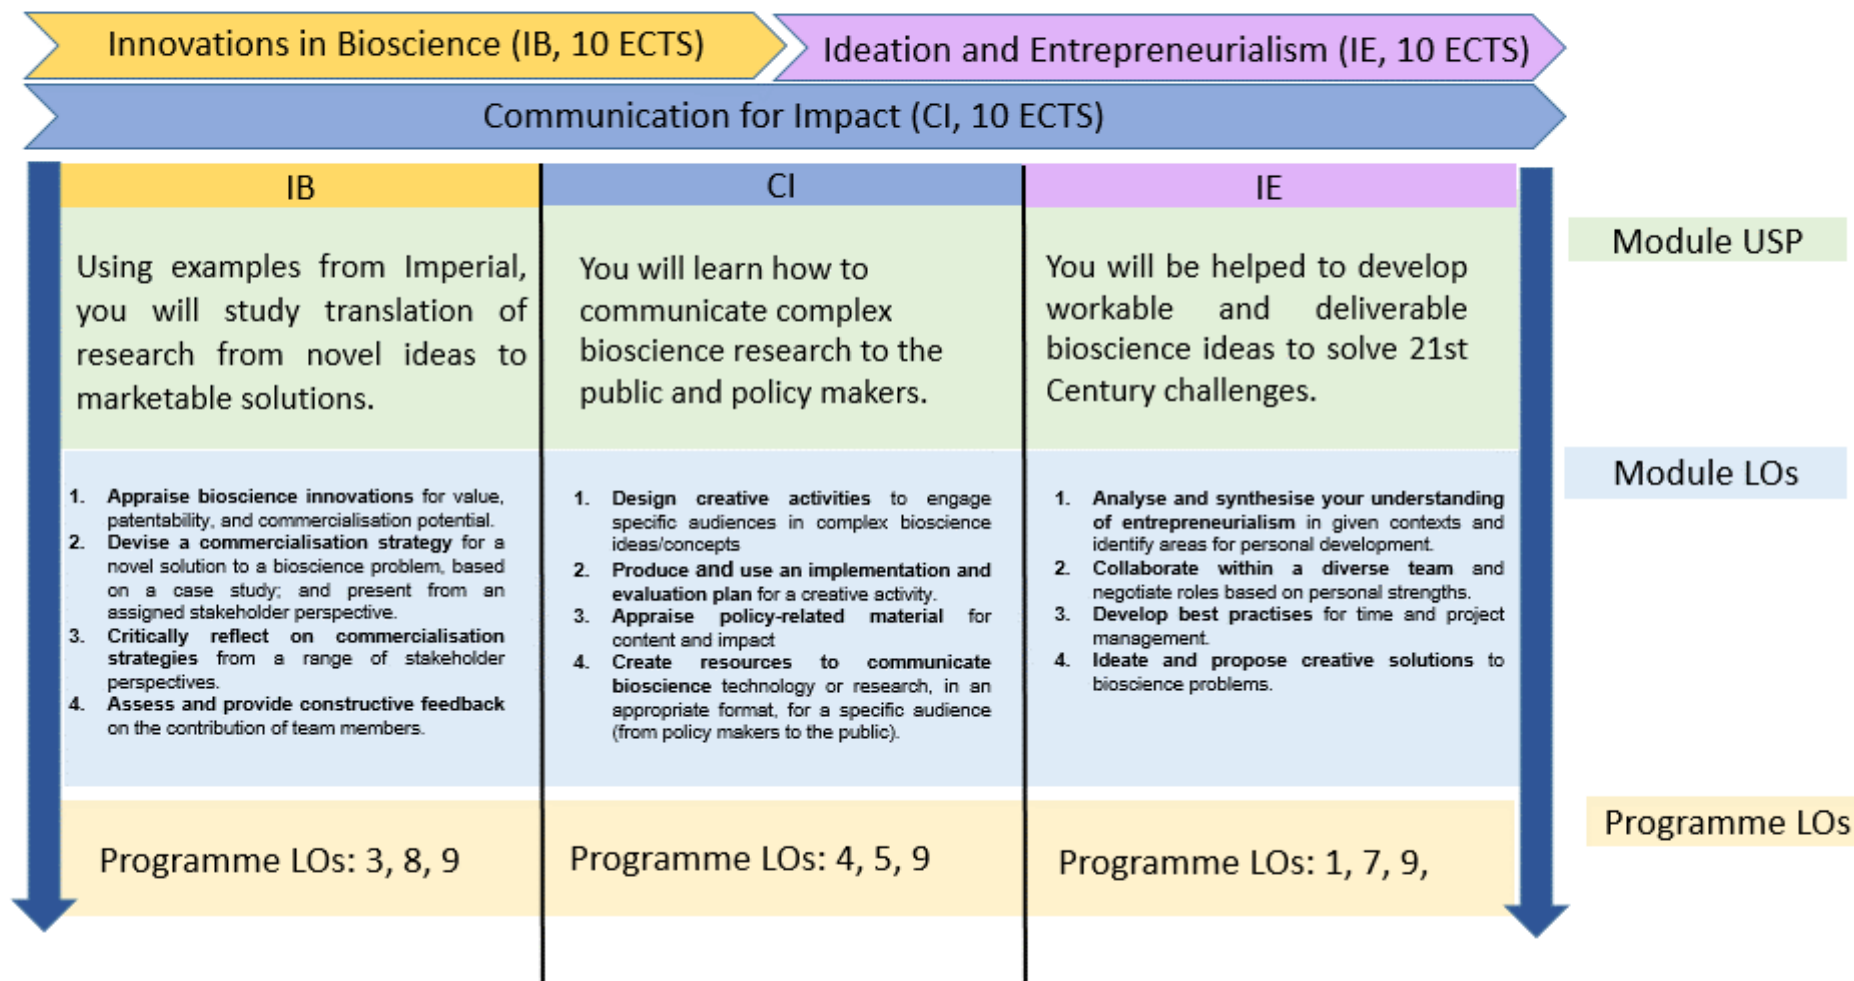 Innovations in Bioscience (IB, 10 ECTS)
Ideation and Entrepreneurialism (IE, 10 ECTS)
Communication for Impact (CI, 10 ECTS)
IB
CI
IE
Using examples from Imperial,
you will study translation of
research from novel ideas to
marketable solutions.
You will learn how to
communicate complex
bioscience research to the
public and policy makers.
You will be helped to develop
workable and deliverable
bioscience ideas to solve 21st
Century challenges.
Module USP
1. Appraise bioscience innovations for value,
patentability, and commercialisation potential.
2. Devise a commercialisation strategy for a
novel solution to a bioscience problem, based
on a case study; and present from an
assigned stakeholder perspective.
3. Critically reflect on commercialisation
strategies from a range of stakeholder
perspectives.
4. Assess and provide constructive feedback
on the contribution of team members.
1. Design creative activities to engage
specific audiences in complex bioscience
ideas/concepts
2. Produce and use an implementation and
evaluation plan for a creative activity.
3. Appraise policy-related material for
content and impact
4. Create resources to communicate
bioscience technology or research, in an
appropriate format, for a specific audience
(from policy makers to the public).
1. Analyse and synthesise your understanding
of entrepreneurialism in given contexts and
identify areas for personal development.
2. Collaborate within a diverse team and
negotiate roles based on personal strengths.
3. Develop best practises for time and project
management.
4. Ideate and propose creative solutions to
bioscience problems.
Module LOs
Programme LOs: 3, 8, 9
Programme LOs: 4, 5, 9
Programme LOs: 1, 7, 9,
Programme LOs